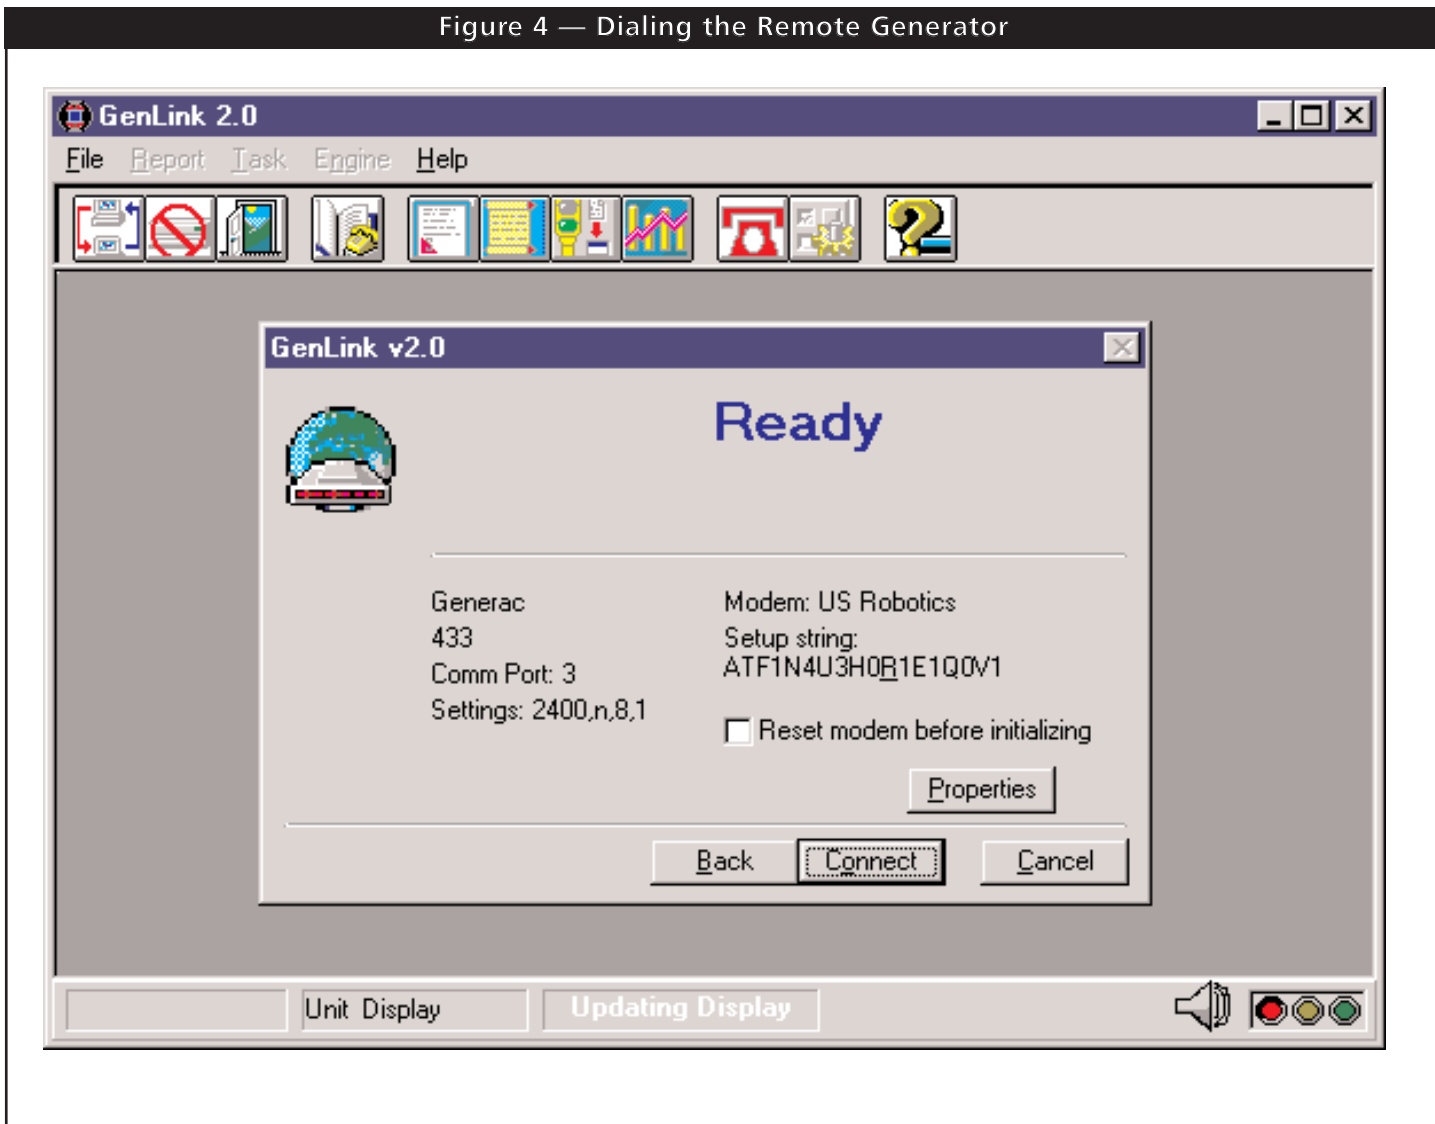 Figure 4 — Dialing the Remote Generator
GenLink 2.0
File Report Task Engine Help
GenLink v2.0
Ready
Generac
433
Comm Port: 3
Settings: 2400,n,8,1
Modem: US Robotics
Setup string:
ATF1N4U3H0R1E1Q0V1
Reset modem before initializing
Properties
Back Connect Cancel
Unit Display Updating Display